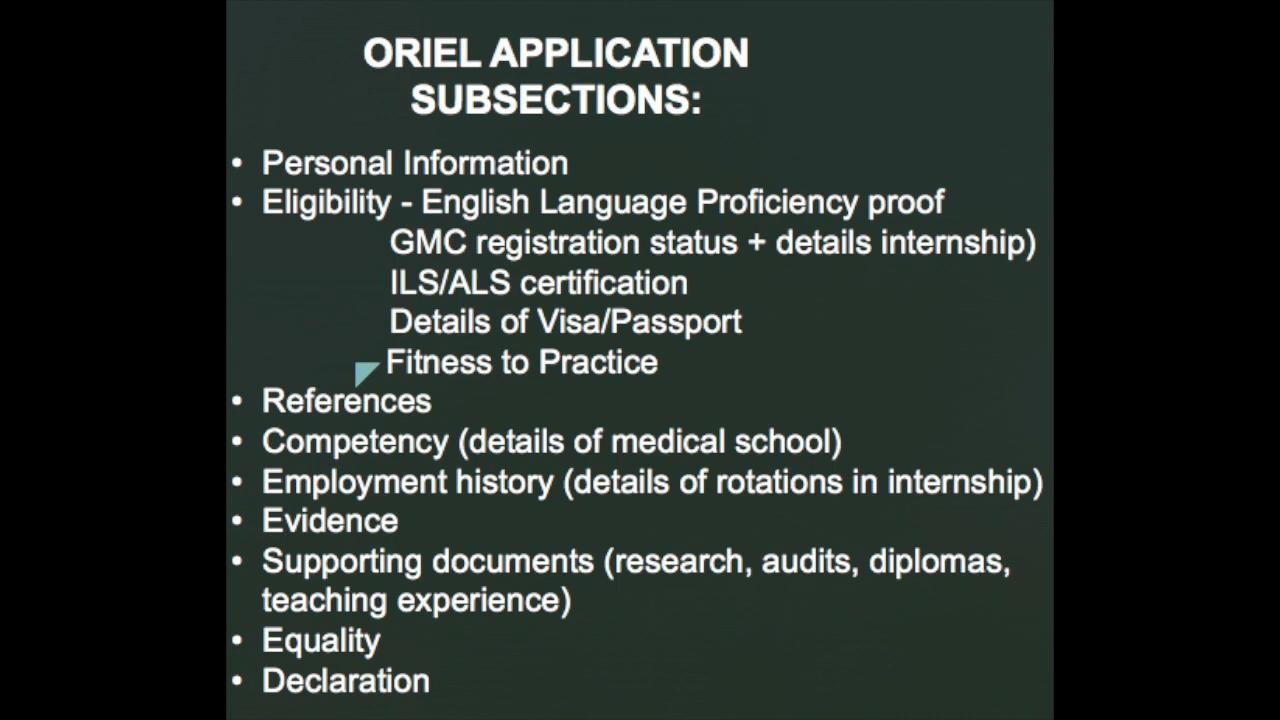 ORIEL APPLICATION
SUBSECTIONS:
• Personal Information
• Eligibility - English Language Proficiency proof
GMC registration status + details internship)
ILS/ALS certification
Details of Visa/Passport
Fitness to Practice
• References
• Competency (details of medical school)
• Employment history (details of rotations in internship)
• Evidence
• Supporting documents (research, audits, diplomas,
teaching experience)
• Equality
• Declaration